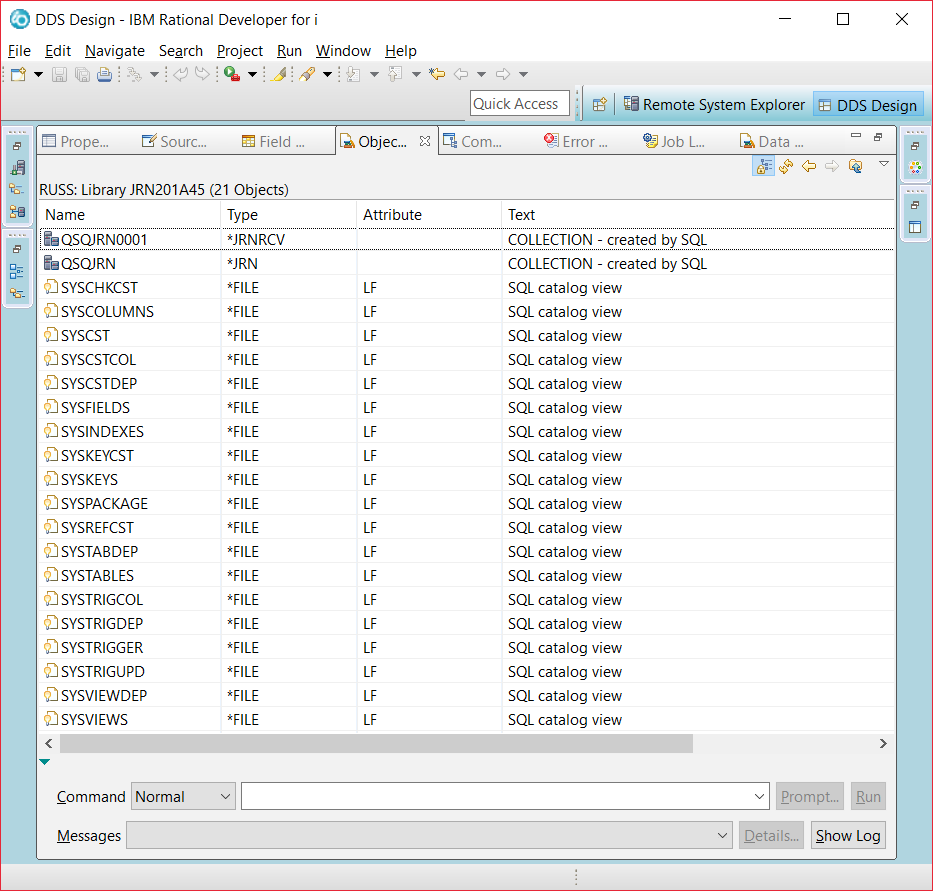 DDS Design - IBM Rational Developer for i
File Edit Navigate Search Project Run Window Help
Quick Access Remote System Explorer DDS Design
Prope... Sourc... Field ... Objec... Com... Error ... Job L... Data ...
RUSS: Library JRN201A45 (21 Objects)
Name Type Attribute Text
QSQJRN0001 *JRNRCV COLLECTION - created by SQL
QSQJRN *JRN COLLECTION - created by SQL
SYSCHKCST *FILE LF SQL catalog view
SYSCOLUMNS *FILE LF SQL catalog view
SYSCST *FILE LF SQL catalog view
SYSCSTCOL *FILE LF SQL catalog view
SYSCSTDEP *FILE LF SQL catalog view
SYSFIELDS *FILE LF SQL catalog view
SYSINDEXES *FILE LF SQL catalog view
SYSKEYCST *FILE LF SQL catalog view
SYSKEYS *FILE LF SQL catalog view
SYSPACKAGE *FILE LF SQL catalog view
SYSREFCST *FILE LF SQL catalog view
SYSTABDEP *FILE LF SQL catalog view
SYSTABLES *FILE LF SQL catalog view
SYSTRIGCOL *FILE LF SQL catalog view
SYSTRIGDEP *FILE LF SQL catalog view
SYSTRIGGER *FILE LF SQL catalog view
SYSTRIGUPD *FILE LF SQL catalog view
SYSVIEWDEP *FILE LF SQL catalog view
SYSVIEWS *FILE LF SQL catalog view
Command Normal Prompt... Run
Messages Details... Show Log